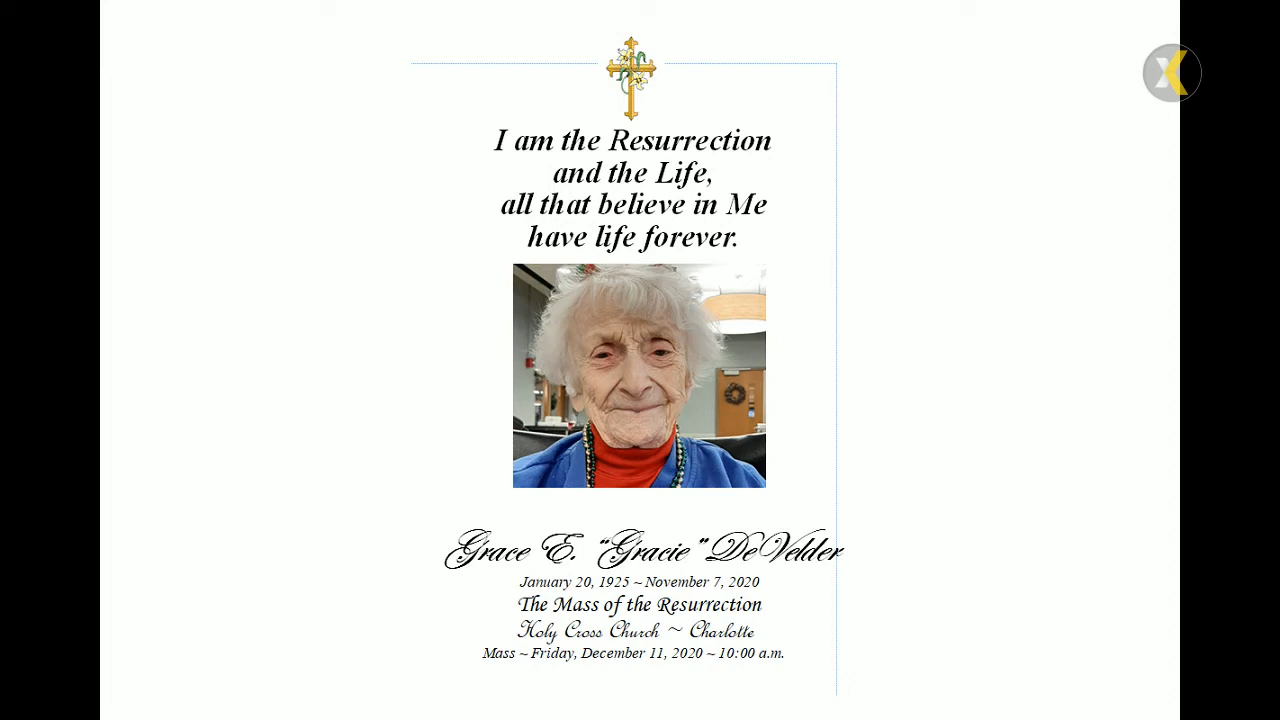 I am the Resurrection
and the Life,
all that believe in Me
have life forever.
Grace E. “Gracie” DeVelder
January 20, 1925 ~ November 7, 2020
The Mass of the Resurrection
Holy Cross Church ~ Charlotte
Mass ~ Friday, December 11, 2020 ~ 10:00 a.m.